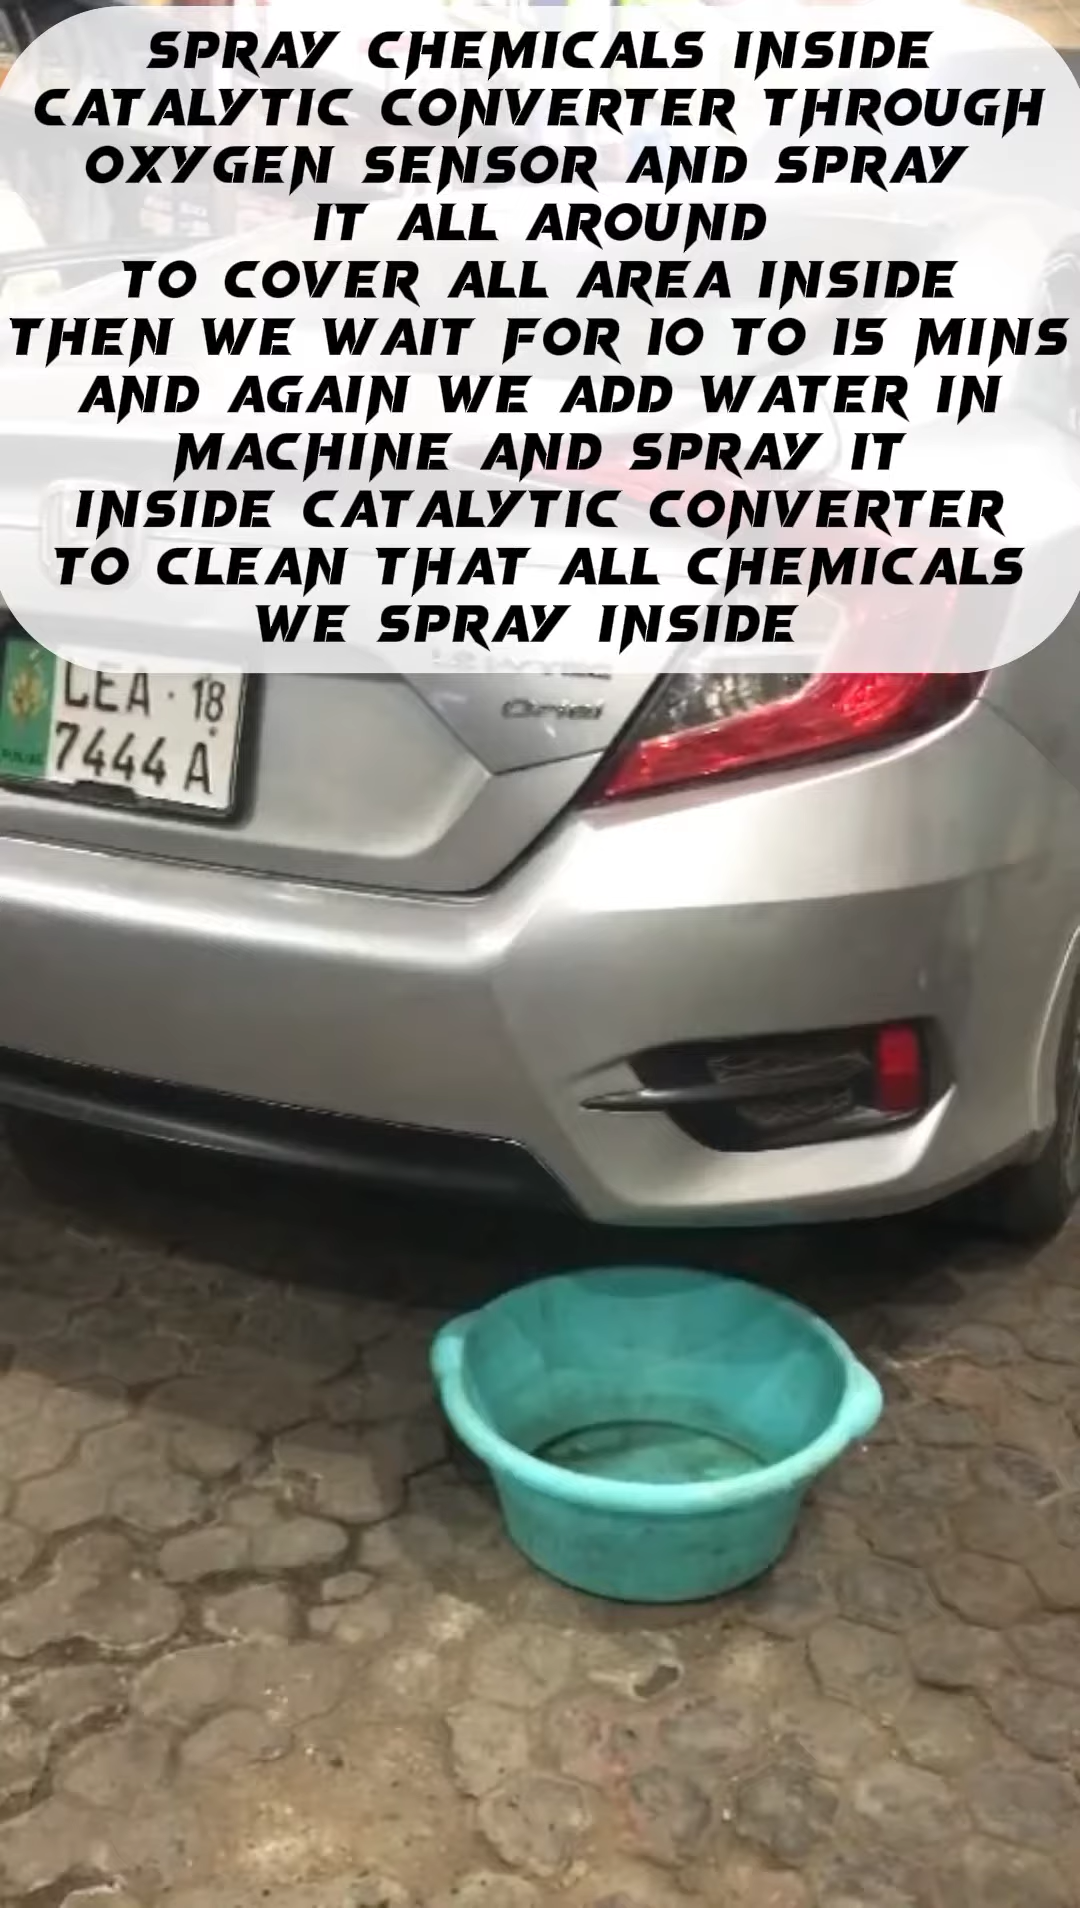 SPRAY CHEMICALS INSIDE
CATALYTIC CONVERTER THROUGH
OXYGEN SENSOR AND SPRAY
IT ALL AROUND
TO COVER ALL AREA INSIDE
THEN WE WAIT FOR 10 TO 15 MINS
AND AGAIN WE ADD WATER IN
MACHINE AND SPRAY IT
INSIDE CATALYTIC CONVERTER
TO CLEAN THAT ALL CHEMICALS
WE SPRAY INSIDE
Oriel
LEA · 18
7444 A
PUNJAB